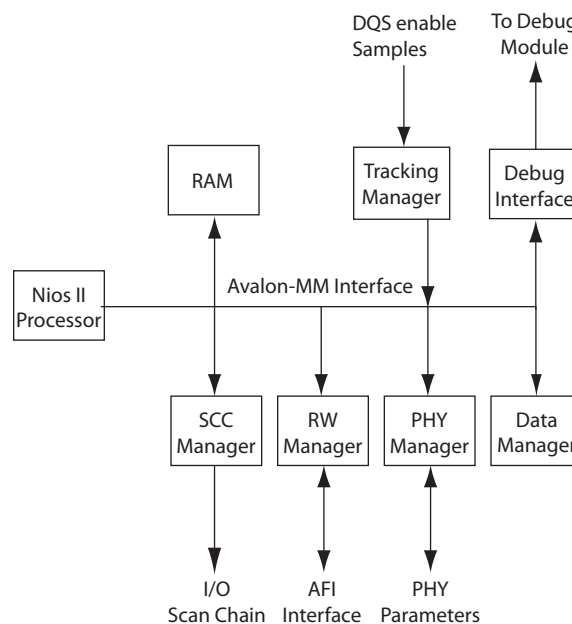 DQS enable
Samples
To Debug
Module
RAM
Tracking
Manager
Debug
Interface
Nios II
Processor
Avalon-MM Interface
SCC
Manager
RW
Manager
PHY
Manager
Data
Manager
I/O
Scan Chain
AFI
Interface
PHY
Parameters